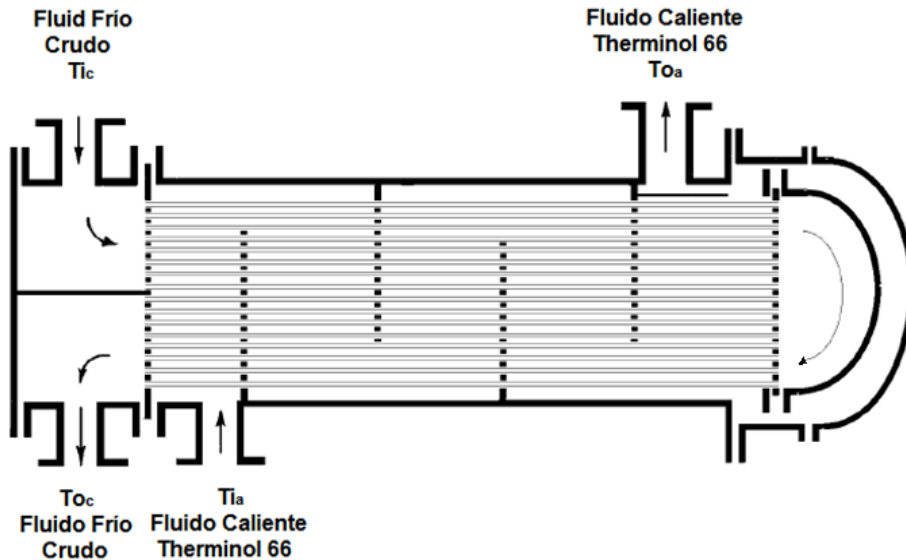 Fluid Frío
Crudo
Tic
Fluido Caliente
Therminol 66
Toa
Toc
Fluido Frío
Crudo
Tia
Fluido Caliente
Therminol 66